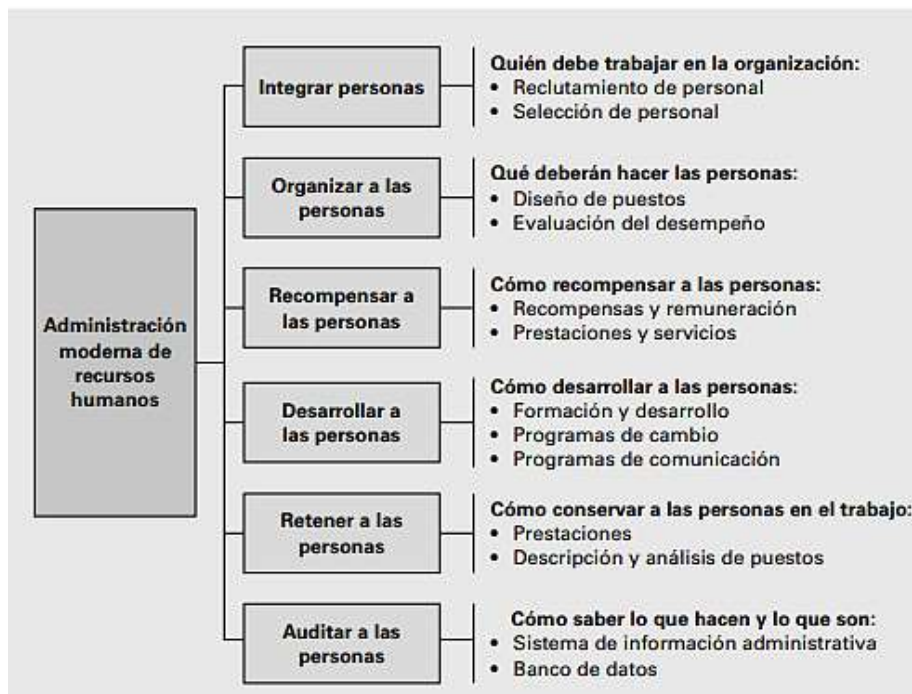 Administración
moderna de
recursos
humanos
Integrar personas
Quién debe trabajar en la organización:
• Reclutamiento de personal
• Selección de personal
Organizar a las
personas
Qué deberán hacer las personas:
• Diseño de puestos
• Evaluación del desempeño
Recompensar a
las personas
Cómo recompensar a las personas:
• Recompensas y remuneración
• Prestaciones y servicios
Desarrollar a
las personas
Cómo desarrollar a las personas:
• Formación y desarrollo
• Programas de cambio
• Programas de comunicación
Retener a las
personas
Cómo conservar a las personas en el trabajo:
• Prestaciones
• Descripción y análisis de puestos
Auditar a las
personas
Cómo saber lo que hacen y lo que son:
• Sistema de información administrativa
• Banco de datos